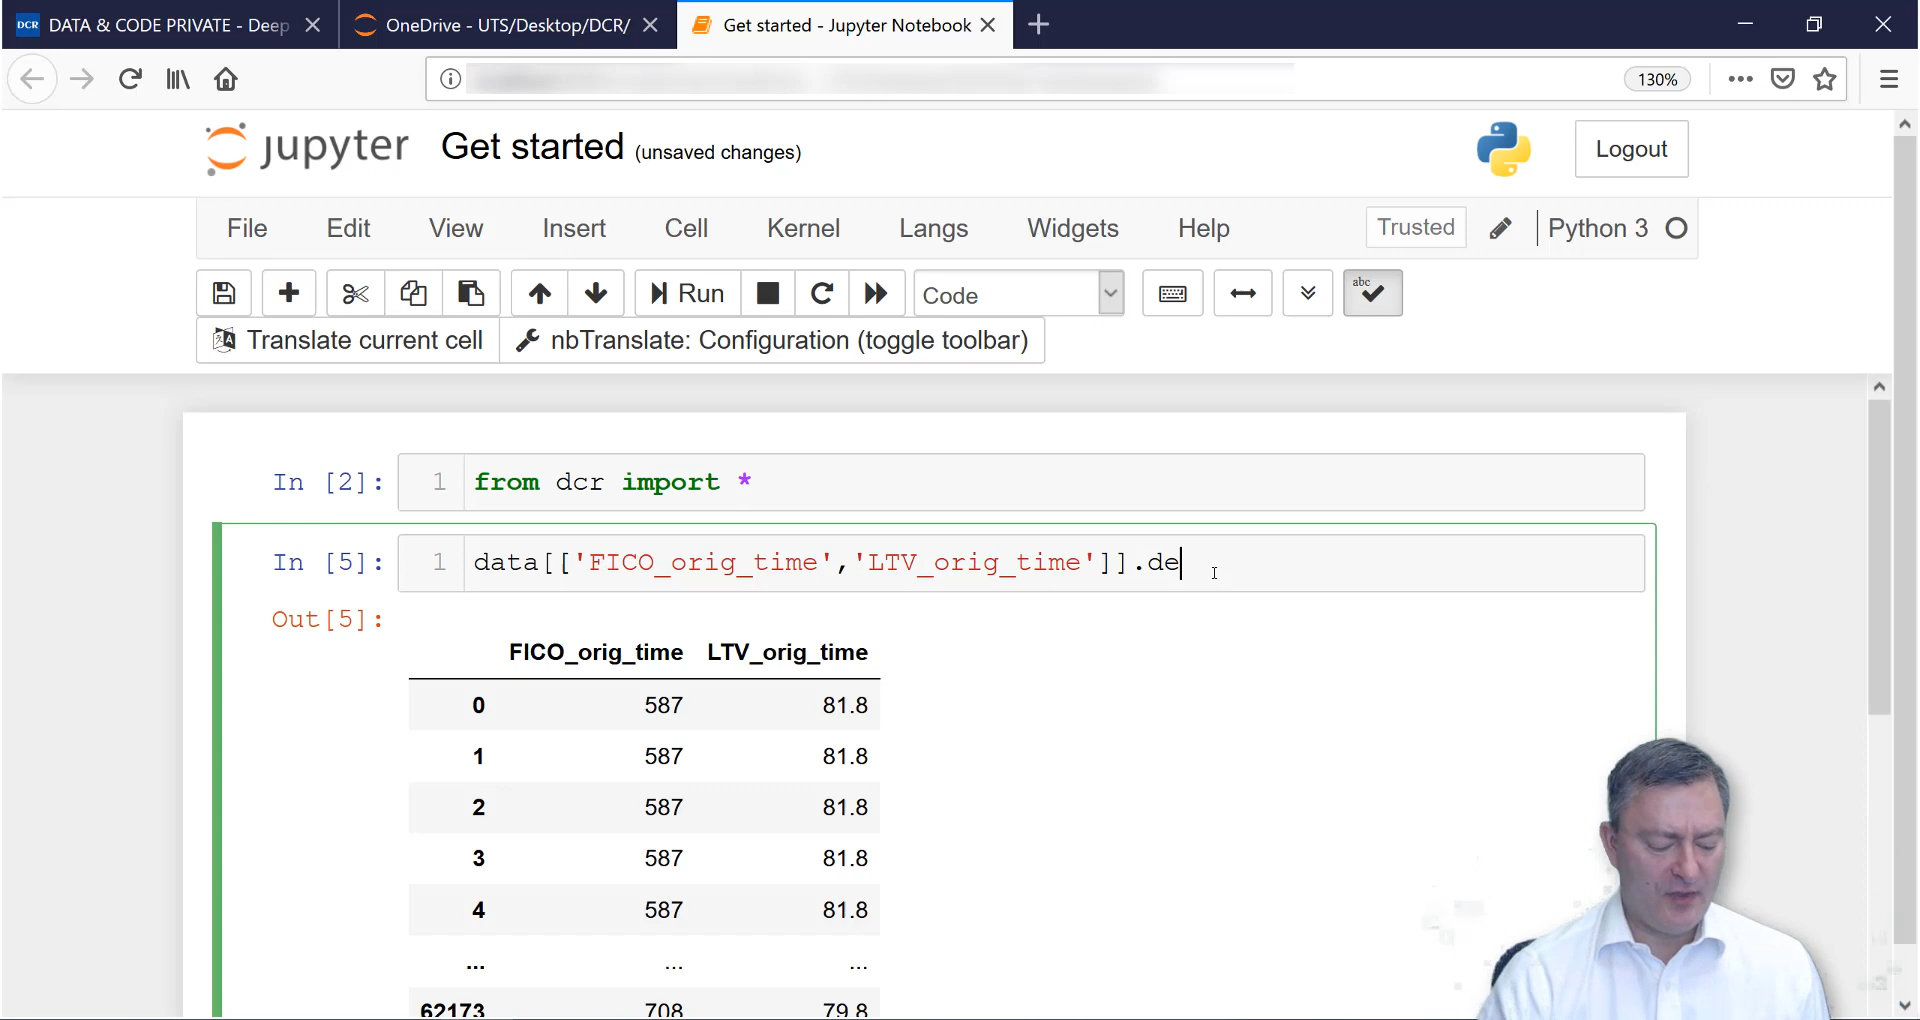 DCR DATA & CODE PRIVATE - Deep
OneDrive - UTS/Desktop/DCR/
Get started - Jupyter Notebook
130%
jupyter Get started (unsaved changes)
Logout
File Edit View Insert Cell Kernel Langs Widgets Help Trusted Python 3
Run Code abc
Translate current cell nbTranslate: Configuration (toggle toolbar)
In [2]: 1 from dcr import *
In [5]: 1 data[['FICO_orig_time','LTV_orig_time']].de
Out[5]:
FICO_orig_time LTV_orig_time
0 587 81.8
1 587 81.8
2 587 81.8
3 587 81.8
4 587 81.8
... ... ...
62173 708 79.8